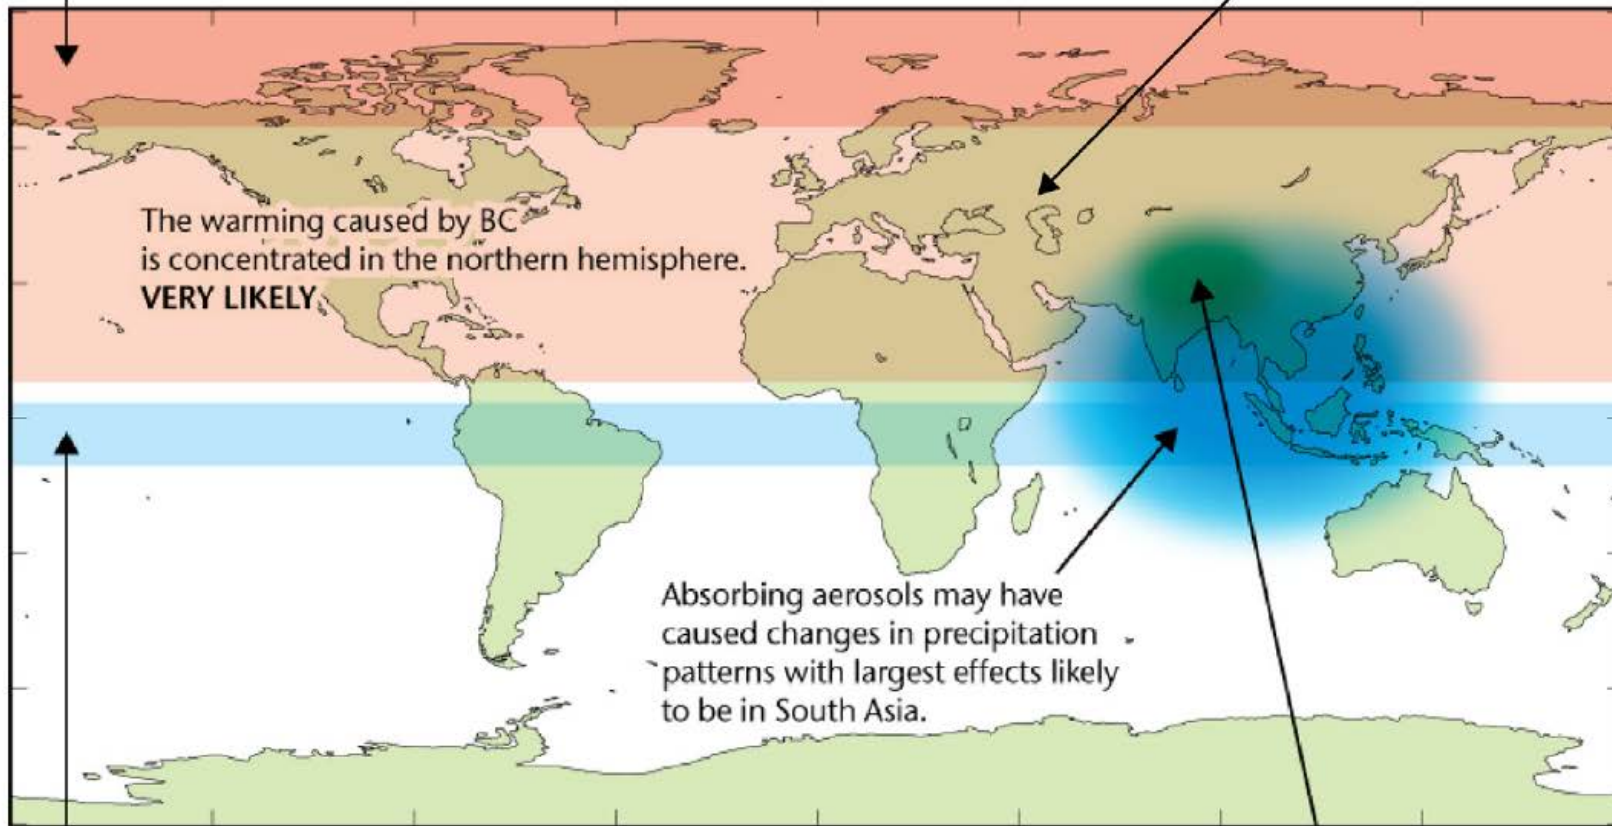 The warming caused by BC
is concentrated in the northern hemisphere.
VERY LIKELY
Absorbing aerosols may have
caused changes in precipitation
patterns with largest effects likely
to be in South Asia.